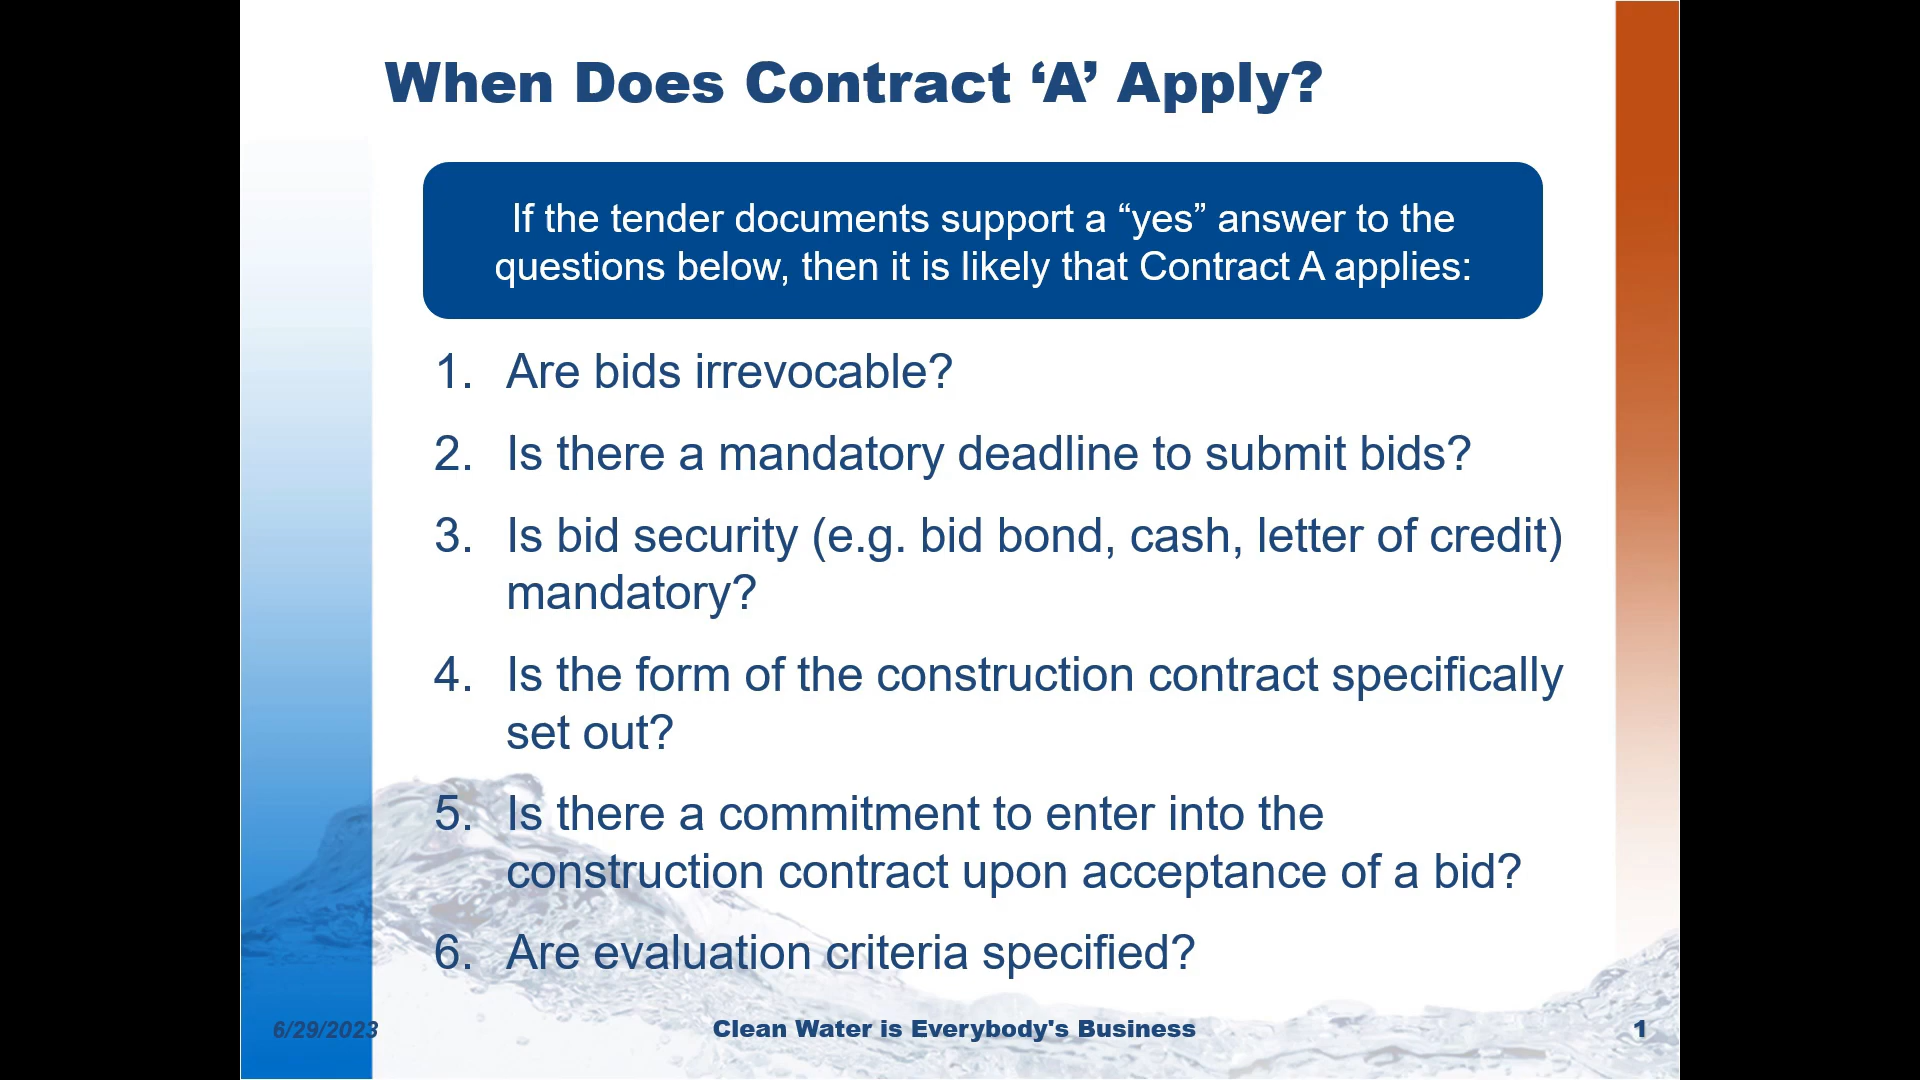 When Does Contract ‘A’ Apply?
If the tender documents support a “yes” answer to the
questions below, then it is likely that Contract A applies:
1. Are bids irrevocable?
2. Is there a mandatory deadline to submit bids?
3. Is bid security (e.g. bid bond, cash, letter of credit)
mandatory?
4. Is the form of the construction contract specifically
set out?
5. Is there a commitment to enter into the
construction contract upon acceptance of a bid?
6. Are evaluation criteria specified?
6/29/2023
Clean Water is Everybody's Business
1